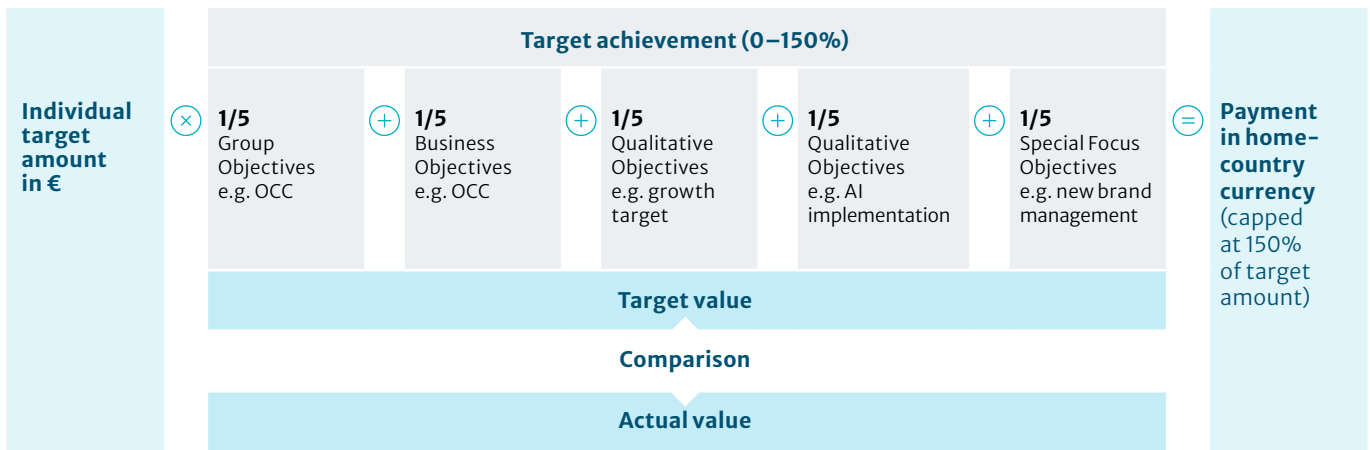 Target achievement (0–150%)
Individual
target
amount
in €
×
1/5
Group
Objectives
e.g. OCC
+
1/5
Business
Objectives
e.g. OCC
+
1/5
Qualitative
Objectives
e.g. growth
target
+
1/5
Qualitative
Objectives
e.g. AI
implementation
+
1/5
Special Focus
Objectives
e.g. new brand
management
=
Payment
in home-
country
currency
(capped
at 150%
of target
amount)
Target value
Comparison
Actual value